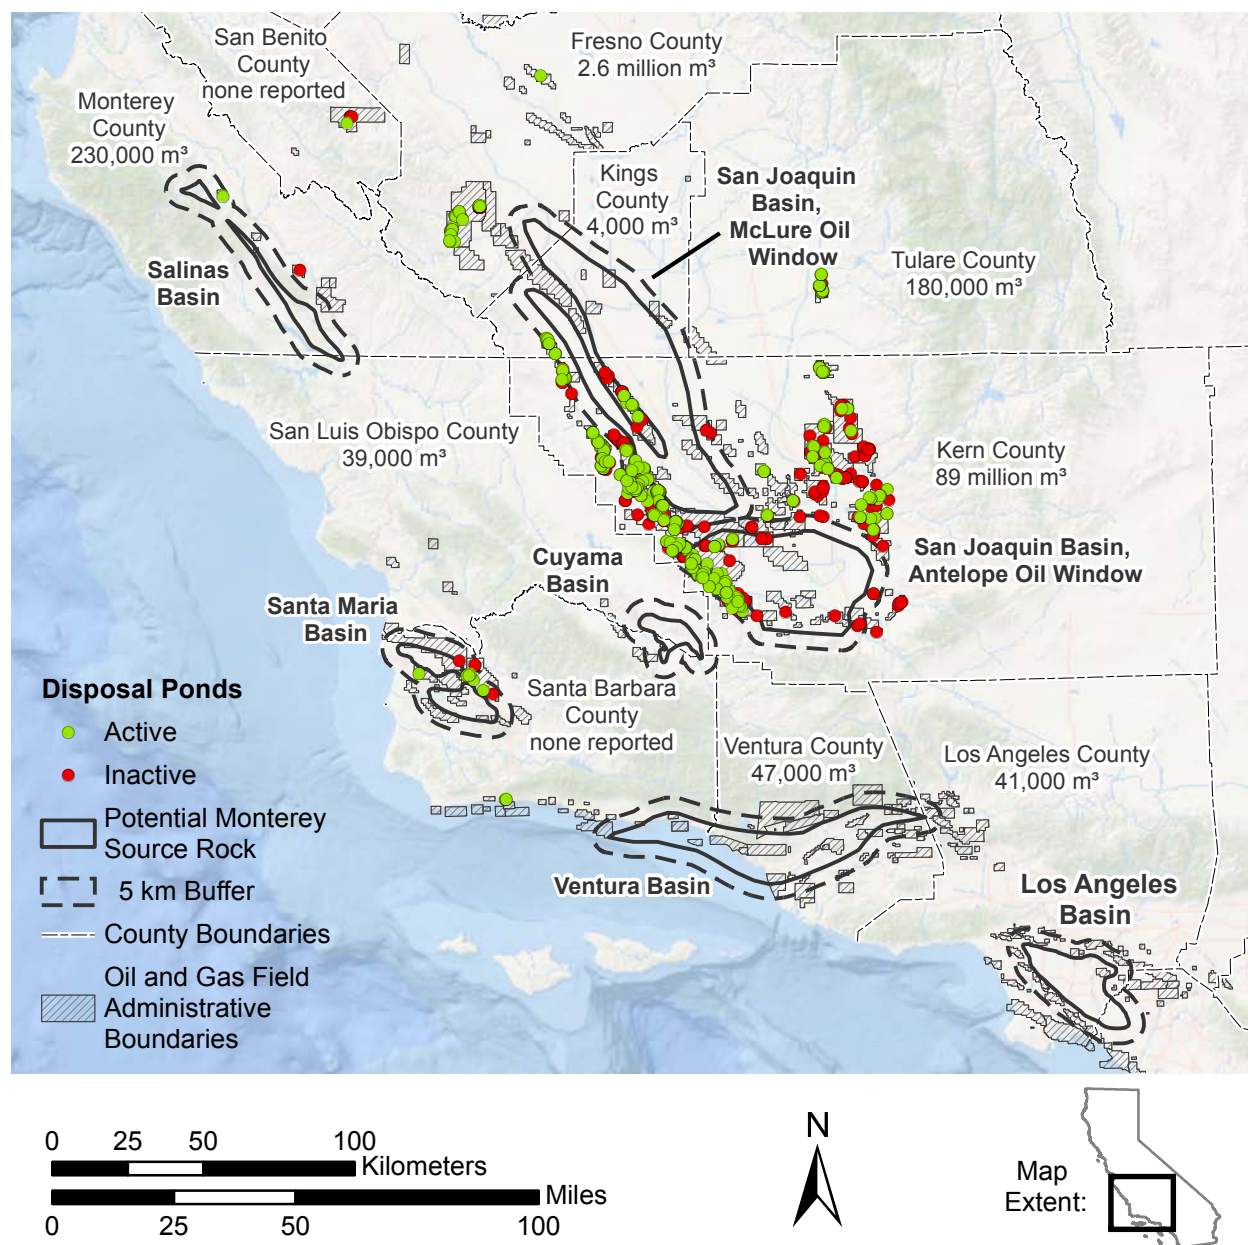 San Benito
County
none reported
Fresno County
2.6 million m³
Monterey
County
230,000 m³
Kings
County
4,000 m³
San Joaquin
Basin,
McLure Oil
Window
Tulare County
180,000 m³
Salinas
Basin
San Luis Obispo County
39,000 m³
Kern County
89 million m³
Cuyama
Basin
San Joaquin Basin,
Antelope Oil Window
Santa Maria
Basin
Santa Barbara
County
none reported
Ventura County
47,000 m³
Los Angeles County
41,000 m³
Ventura Basin
Los Angeles
Basin
Disposal Ponds
Active
Inactive
Potential Monterey
Source Rock
5 km Buffer
County Boundaries
Oil and Gas Field
Administrative
Boundaries
0 25 50 100
Kilometers
Miles
0 25 50 100
N
Map
Extent: